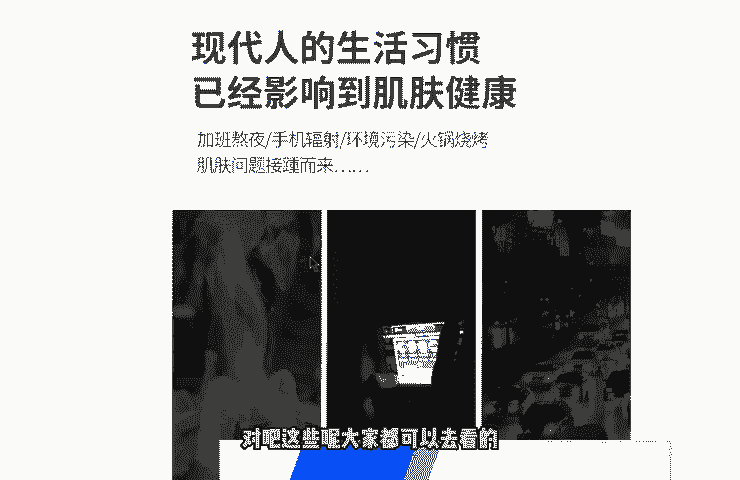 现代人的生活习惯
已经影响到肌肤健康
加班熬夜/手机辐射/环境污染/火锅烧烤
肌肤问题接踵而来……
对吧这些呢大家都可以去看的